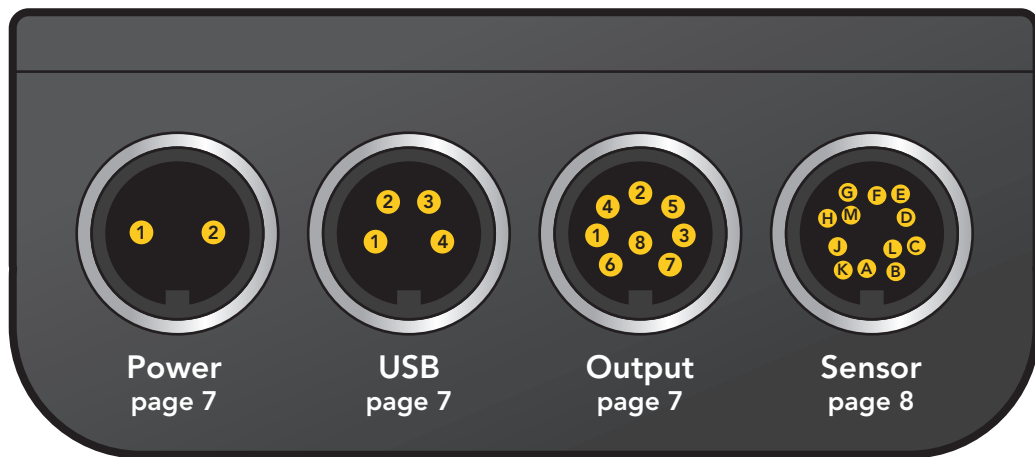 1 2
2 3
1 4
2
4 5
1 8 3
6 7
G F E
H M D
J L C
K A B
Power
page 7
USB
page 7
Output
page 7
Sensor
page 8